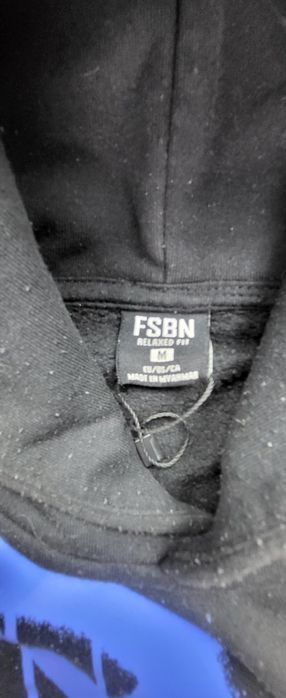 FSBN
RELAXED FIT
M
EU/US/CA
MADE IN MYANMAR